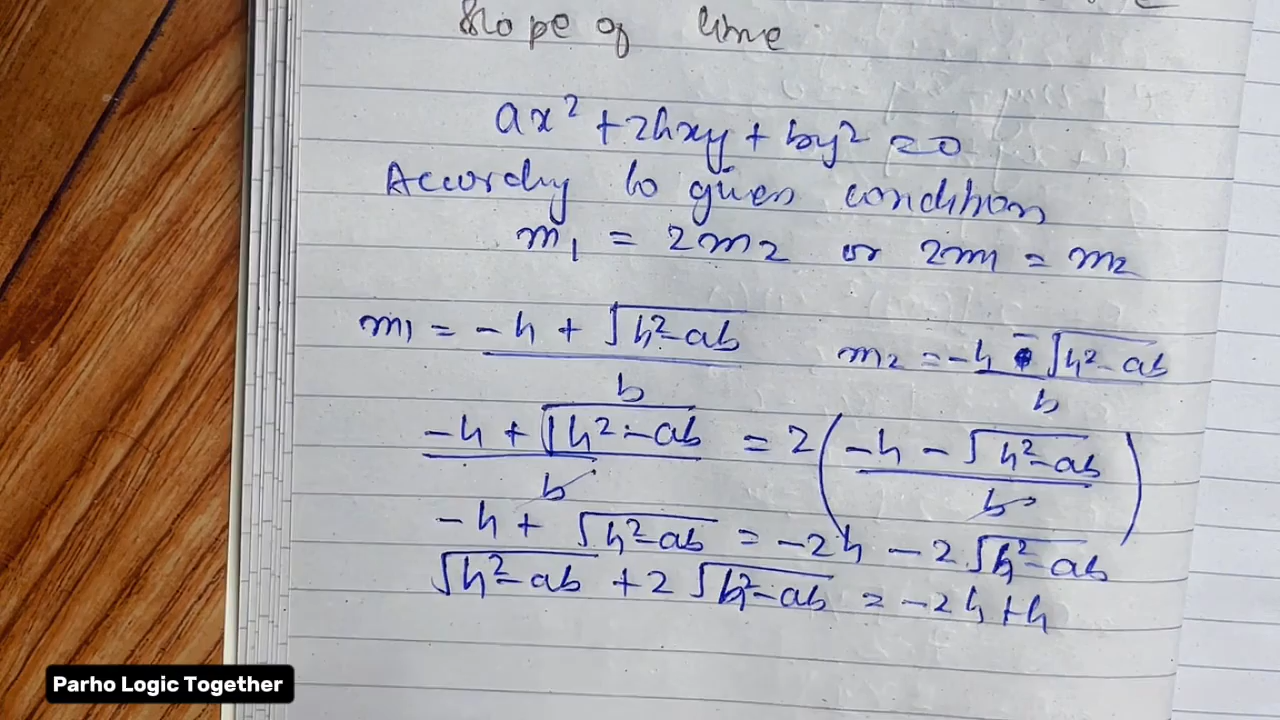 Slope of line
ax² + 2hxy + by² = 0
According to given condition
m₁ = 2m₂ or 2m₁ = m₂
m₁ = -h + √h²-ab / b m₂ = -h - √h²-ab / b
-h + √h²-ab / b = 2(-h - √h²-ab / b)
-h + √h²-ab = -2h - 2√h²-ab
√h²-ab + 2√h²-ab = -2h + h
Parho Logic Together